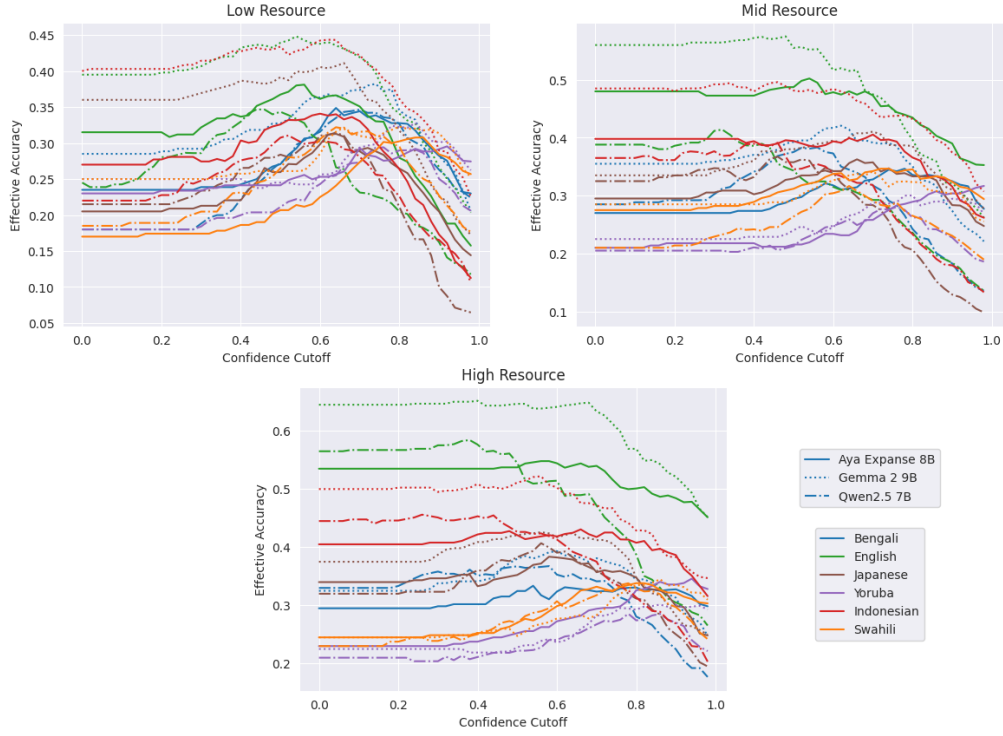 Low Resource
Effective Accuracy
0.45
0.40
0.35
0.30
0.25
0.20
0.15
0.10
0.05
0.0 0.2 0.4 0.6 0.8 1.0
Confidence Cutoff
Mid Resource
Effective Accuracy
0.5
0.4
0.3
0.2
0.1
0.0 0.2 0.4 0.6 0.8 1.0
Confidence Cutoff
High Resource
Effective Accuracy
0.6
0.5
0.4
0.3
0.2
0.0 0.2 0.4 0.6 0.8 1.0
Confidence Cutoff
Aya Expanse 8B
Gemma 2 9B
Qwen2.5 7B
Bengali
English
Japanese
Yoruba
Indonesian
Swahili